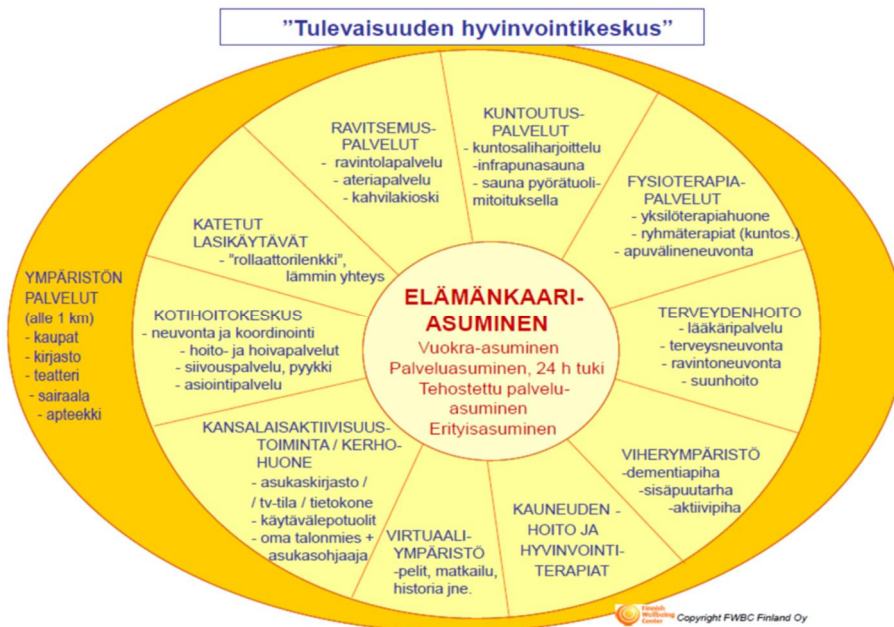 "Tulevaisuuden hyvinvointikeskus"
RAVITSEMUS-
PALVELUT
- ravintolapalvelu
- ateriapalvelu
- kahvilakioski
KUNTOUTUS-
PALVELUT
- kuntosaliharjoittelu
-infrapunasauna
- sauna pyörätuoli-
mitoituksella
FYSIOTERAPIA-
PALVELUT
- yksilöterapiahuone
- ryhmäterapiat (kuntos.)
- apuvälineneuvonta
TERVEYDENHOITO
- lääkäripalvelu
- terveysneuvonta
- ravintoneuvonta
- suunhoito
VIHERYMPÄRISTÖ
-dementiapiha
-sisäpuutarha
-aktiivipiha
KAUNEUDEN -
HOITO JA
HYVINVOINTI-
TERAPIAT
VIRTUAALI-
YMPÄRISTÖ
-pelit, matkailu,
historia jne.
KANSALAISAKTIIVISUUS-
TOIMINTA / KERHO-
HUONE
- asukaskirjasto /
/ tv-tila / tietokone
- käytävälepotuolit
- oma talonmies +
asukasohjaaja
KOTIHOITOKESKUS
- neuvonta ja koordinointi
- hoito- ja hoivapalvelut
- siivouspalvelu, pyykki
- asiointipalvelu
KATETUT
LASIKÄYTÄVÄT
- "rollaattorilenkki",
lämmin yhteys
YMPÄRISTÖN
PALVELUT
(alle 1 km)
- kaupat
- kirjasto
- teatteri
- sairaala
- apteekki
ELÄMÄNKAARI-
ASUMINEN
Vuokra-asuminen
Palveluasuminen, 24 h tuki
Tehostettu palvelu-
asuminen
Erityisasuminen
Finnish
Wellbeing
Center
Copyright FWBC Finland Oy